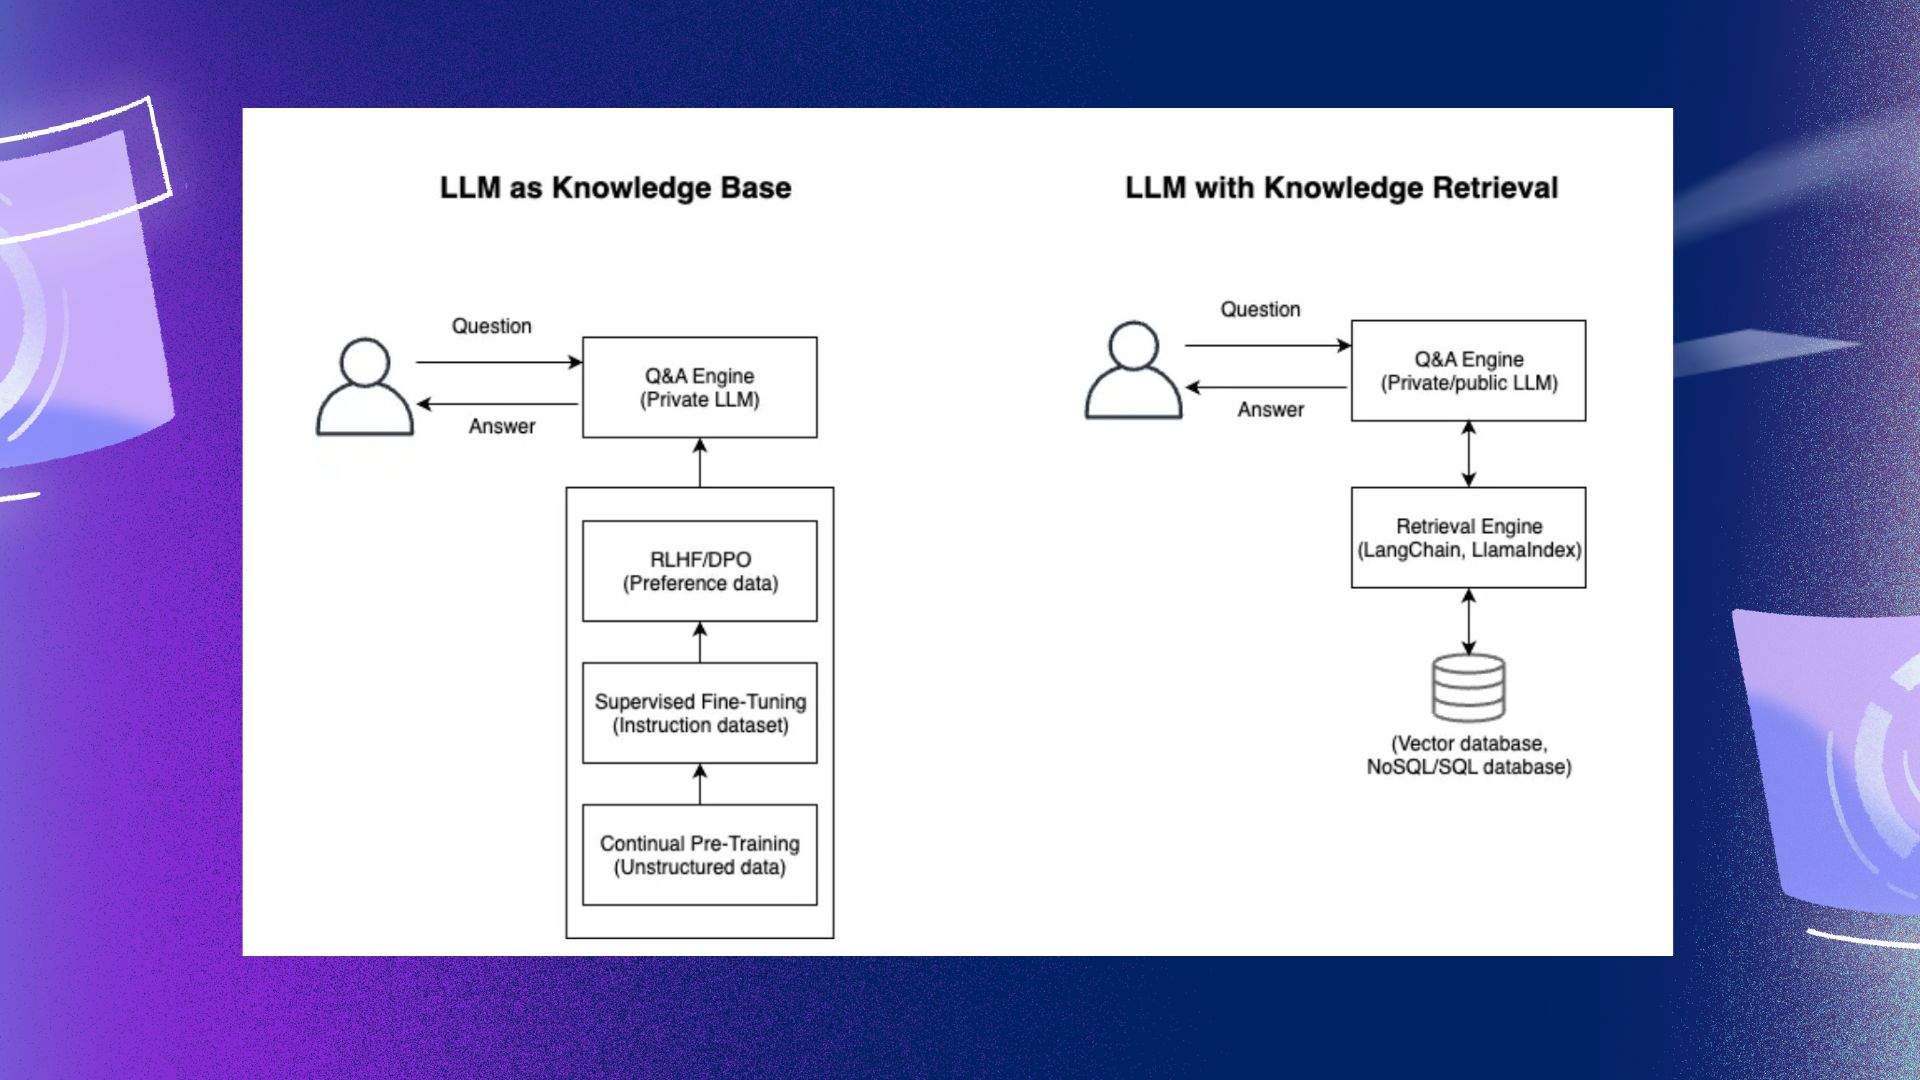 LLM as Knowledge Base
Question
Answer
Q&A Engine
(Private LLM)
RLHF/DPO
(Preference data)
Supervised Fine-Tuning
(Instruction dataset)
Continual Pre-Training
(Unstructured data)
LLM with Knowledge Retrieval
Question
Answer
Q&A Engine
(Private/public LLM)
Retrieval Engine
(LangChain, LlamaIndex)
(Vector database,
NoSQL/SQL database)